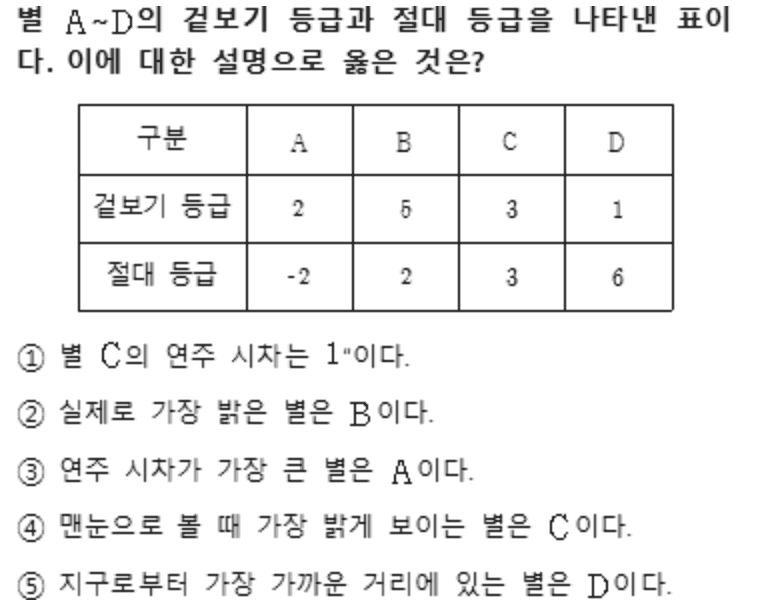 별 A~D의 겉보기 등급과 절대 등급을 나타낸 표이
다. 이에 대한 설명으로 옳은 것은?
구분 A B C D
겉보기 등급 2 5 3 1
절대 등급 -2 2 3 6
① 별 C의 연주 시차는 1"이다.
② 실제로 가장 밝은 별은 B이다.
③ 연주 시차가 가장 큰 별은 A이다.
④ 맨눈으로 볼 때 가장 밝게 보이는 별은 C이다.
⑤ 지구로부터 가장 가까운 거리에 있는 별은 D이다.